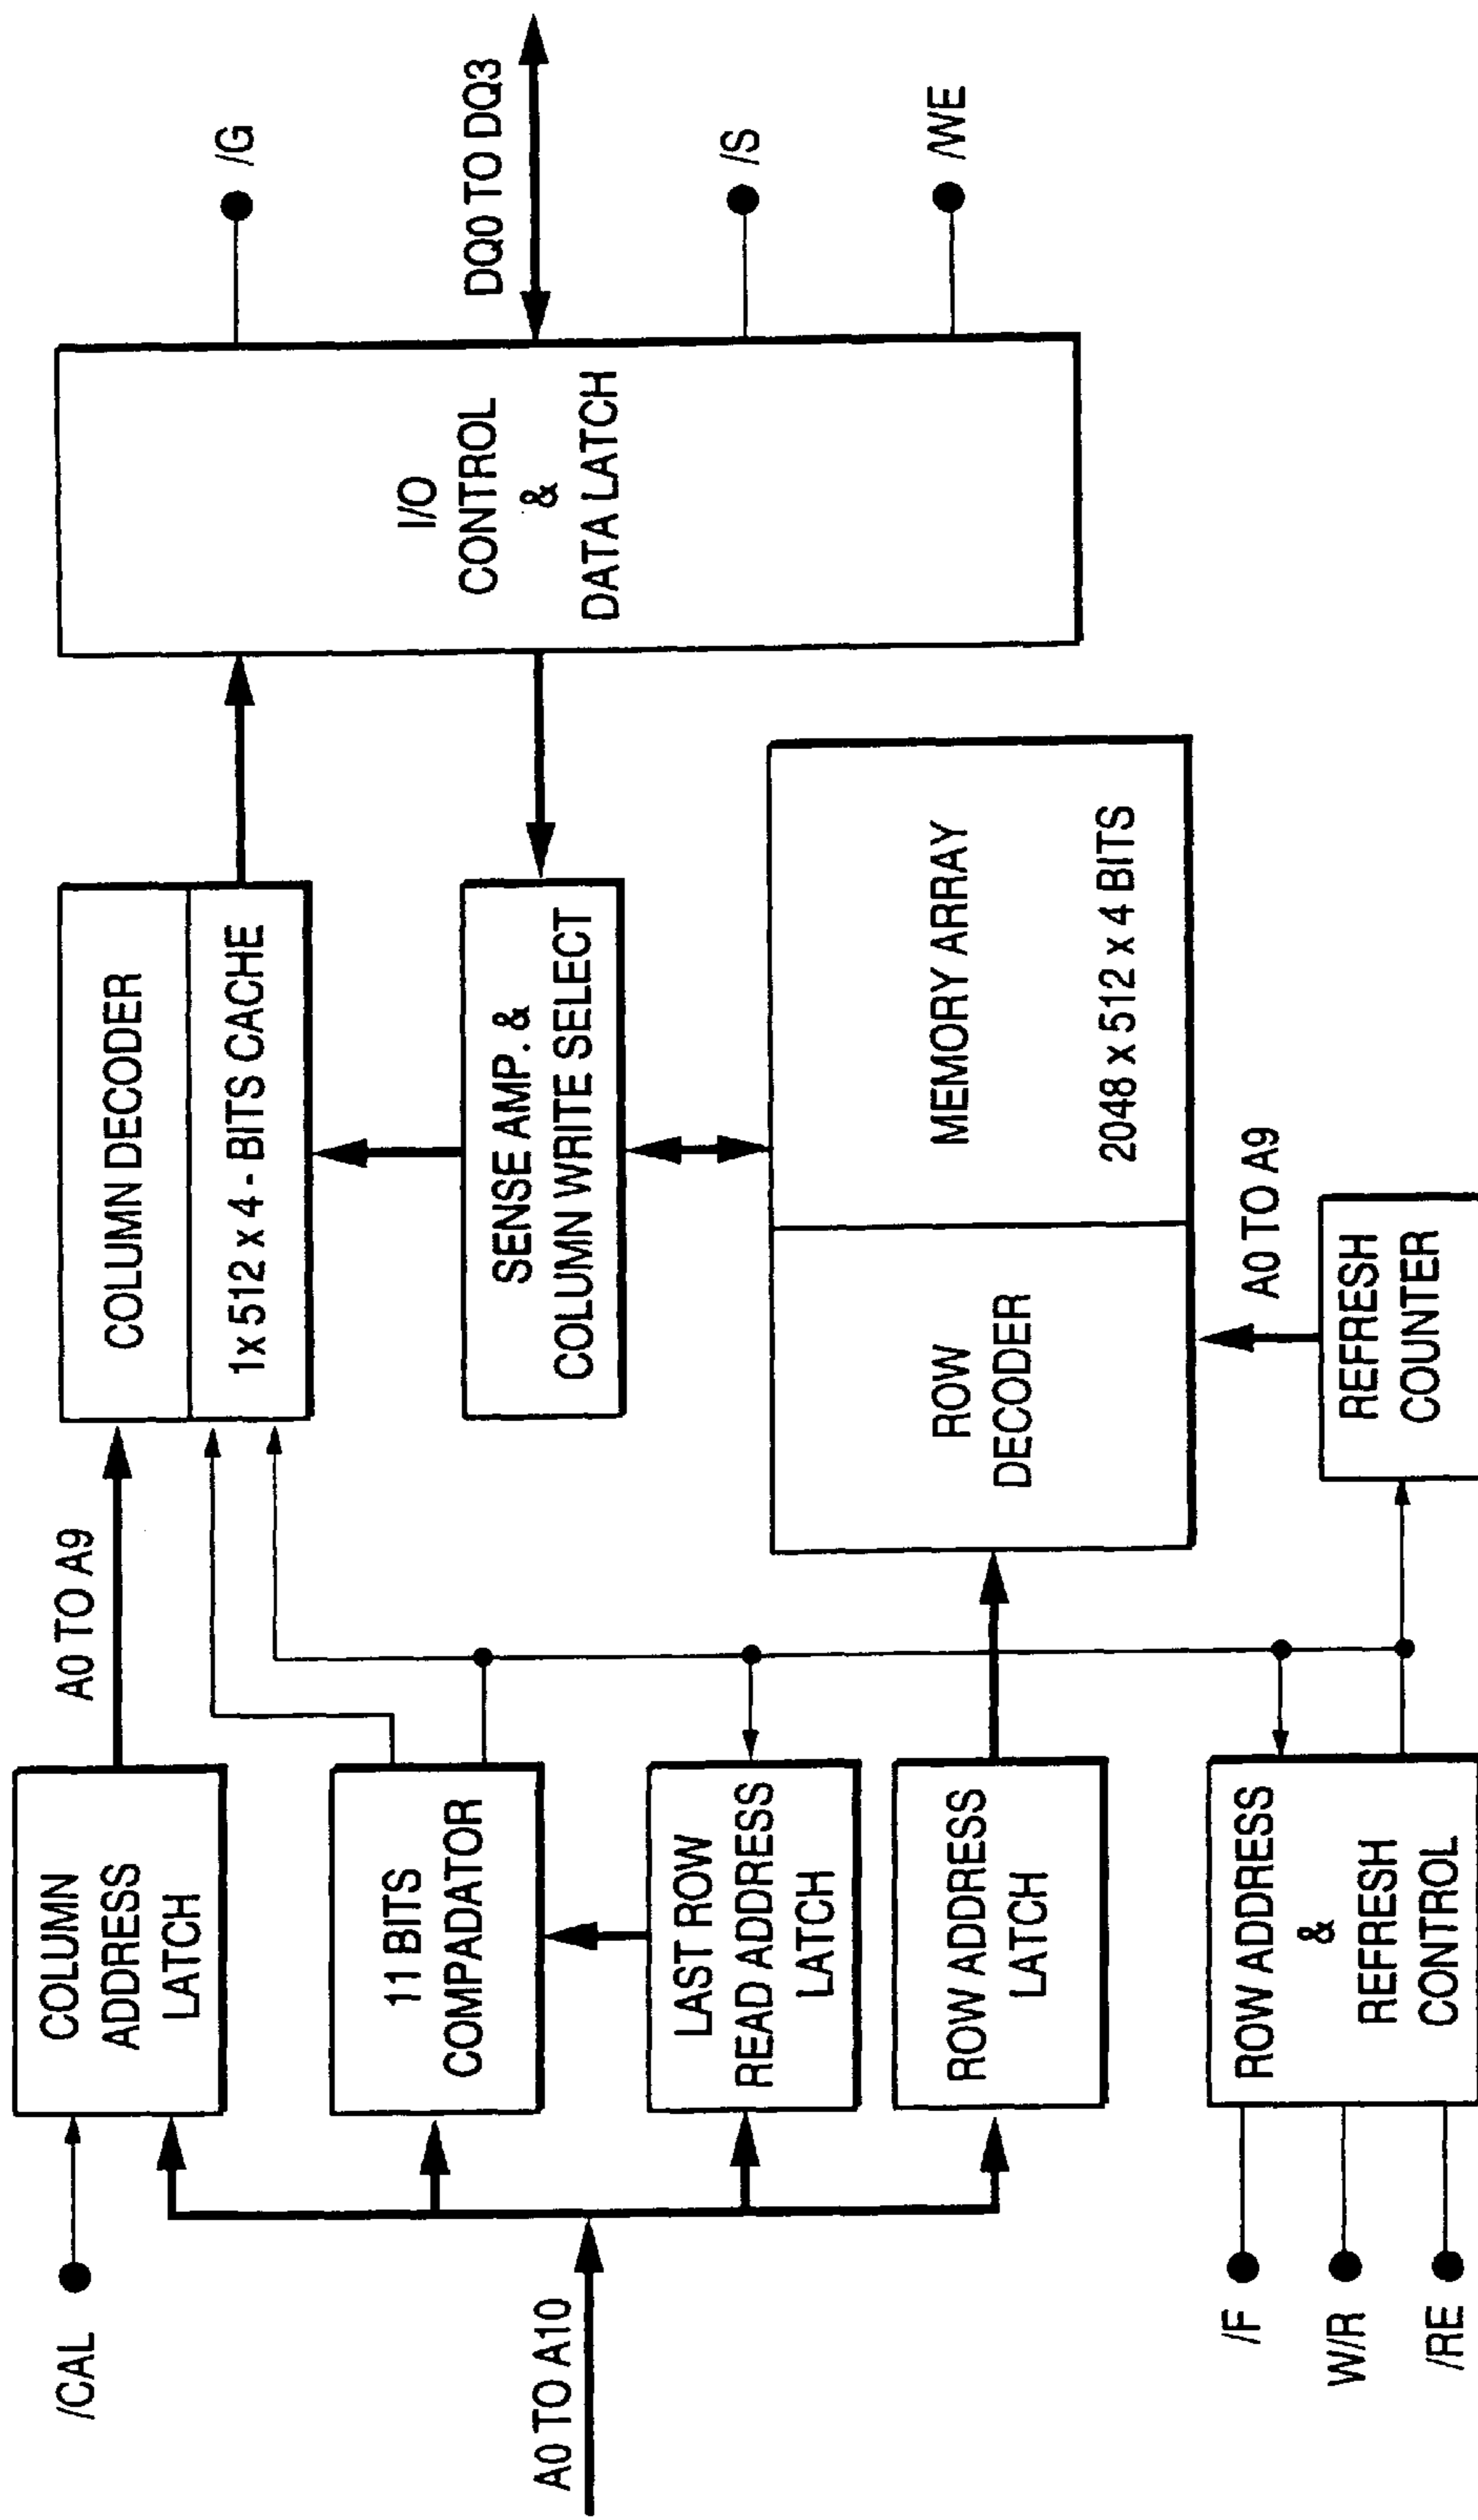 /CAL
COLUMN
ADDRESS
LATCH
A0 TO A9
COLUMN DECODER
1 x 512 x 4 - BITS CACHE
/G
I/O
CONTROL
&
DATA LATCH
DQ0 TO DQ3
/S
/WE
A0 TO A10
11 BITS
COMPADATOR
SENSE AMP. &
COLUMN WRITE SELECT
LAST ROW
READ ADDRESS
LATCH
ROW ADDRESS
LATCH
ROW
DECODER
MEMORY ARRAY
2048 x 512 x 4 BITS
A0 TO A9
REFRESH
COUNTER
/F
W/R
/RE
ROW ADDRESS
&
REFRESH
CONTROL